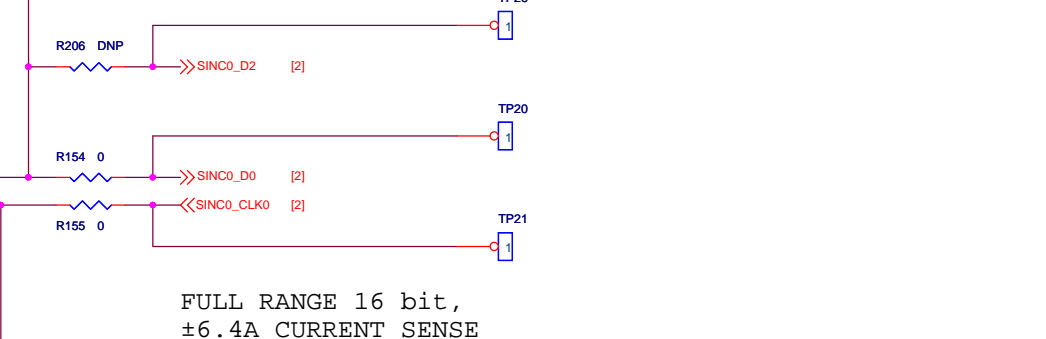 1
R206 DNP
SINC0_D2 [2]
TP20
1
R154 0
SINC0_D0 [2]
SINC0_CLK0 [2]
TP21
R155 0
1
FULL RANGE 16 bit,
±6.4A CURRENT SENSE